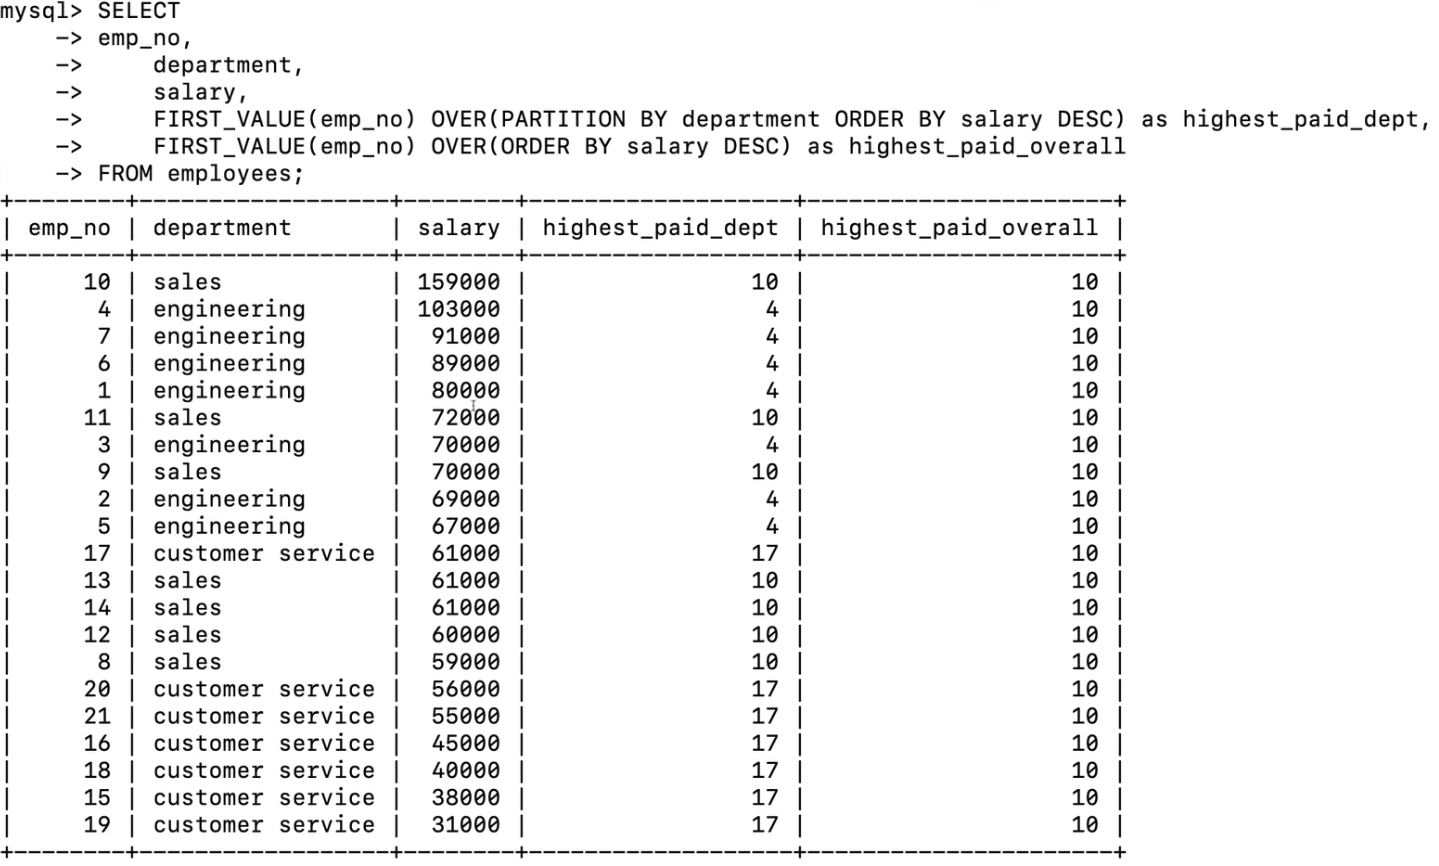 mysql> SELECT
    -> emp_no,
    ->     department,
    ->     salary,
    ->     FIRST_VALUE(emp_no) OVER(PARTITION BY department ORDER BY salary DESC) as highest_paid_dept,
    ->     FIRST_VALUE(emp_no) OVER(ORDER BY salary DESC) as highest_paid_overall
    -> FROM employees;
+--------+------------------+--------+-------------------+----------------------+
| emp_no | department       | salary | highest_paid_dept | highest_paid_overall |
+--------+------------------+--------+-------------------+----------------------+
|     10 | sales            | 159000 |                10 |                   10 |
|      4 | engineering      | 103000 |                 4 |                   10 |
|      7 | engineering      |  91000 |                 4 |                   10 |
|      6 | engineering      |  89000 |                 4 |                   10 |
|      1 | engineering      |  80000 |                 4 |                   10 |
|     11 | sales            |  72000 |                10 |                   10 |
|      3 | engineering      |  70000 |                 4 |                   10 |
|      9 | sales            |  70000 |                10 |                   10 |
|      2 | engineering      |  69000 |                 4 |                   10 |
|      5 | engineering      |  67000 |                 4 |                   10 |
|     17 | customer service |  61000 |                17 |                   10 |
|     13 | sales            |  61000 |                10 |                   10 |
|     14 | sales            |  61000 |                10 |                   10 |
|     12 | sales            |  60000 |                10 |                   10 |
|      8 | sales            |  59000 |                10 |                   10 |
|     20 | customer service |  56000 |                17 |                   10 |
|     21 | customer service |  55000 |                17 |                   10 |
|     16 | customer service |  45000 |                17 |                   10 |
|     18 | customer service |  40000 |                17 |                   10 |
|     15 | customer service |  38000 |                17 |                   10 |
|     19 | customer service |  31000 |                17 |                   10 |
+--------+------------------+--------+-------------------+----------------------+